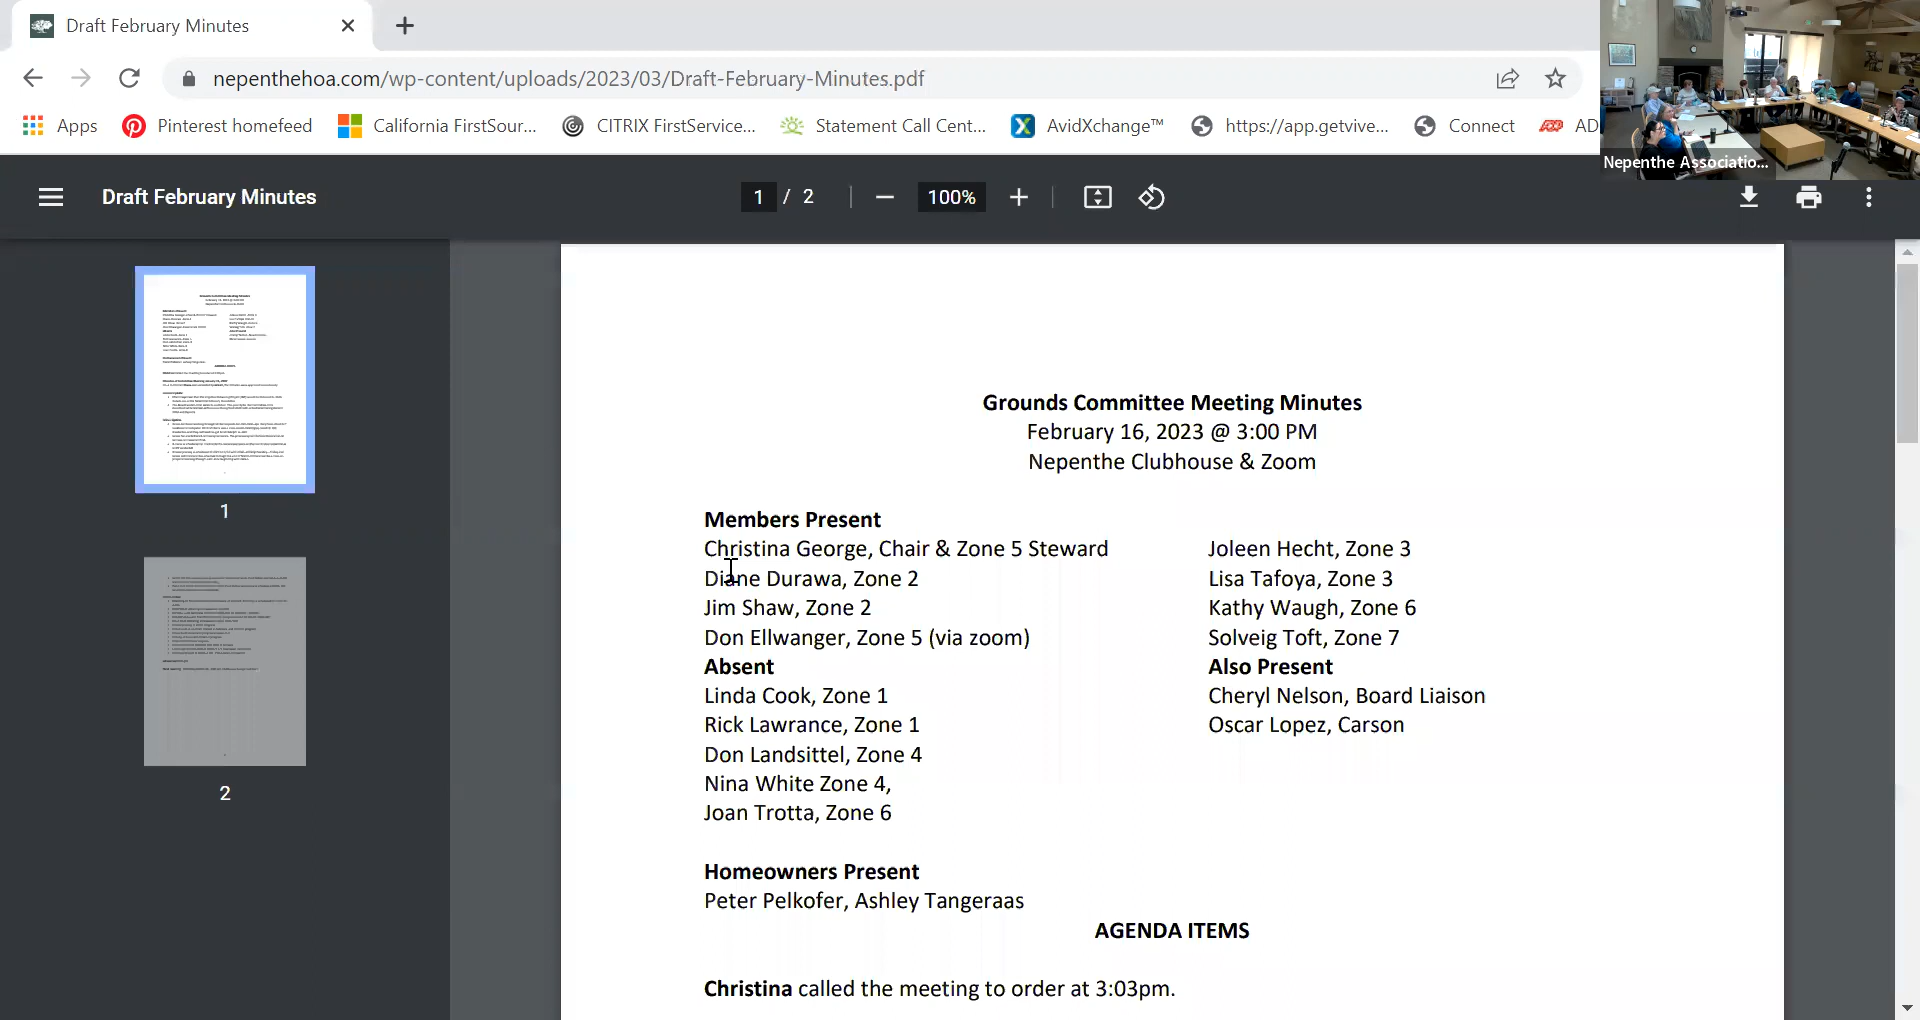 Draft February Minutes
nepenthehoa.com/wp-content/uploads/2023/03/Draft-February-Minutes.pdf
Apps
Pinterest homefeed
California FirstSour...
CITRIX FirstService...
Statement Call Cent...
AvidXchange™
https://app.getvive...
Connect
AD
Nepenthe Associatio...
Draft February Minutes
1 / 2
100%
1
2
Grounds Committee Meeting Minutes
February 16, 2023 @ 3:00 PM
Nepenthe Clubhouse & Zoom
Members Present
Christina George, Chair & Zone 5 Steward
Diane Durawa, Zone 2
Jim Shaw, Zone 2
Don Ellwanger, Zone 5 (via zoom)
Absent
Linda Cook, Zone 1
Rick Lawrance, Zone 1
Don Landsittel, Zone 4
Nina White Zone 4,
Joan Trotta, Zone 6
Joleen Hecht, Zone 3
Lisa Tafoya, Zone 3
Kathy Waugh, Zone 6
Solveig Toft, Zone 7
Also Present
Cheryl Nelson, Board Liaison
Oscar Lopez, Carson
Homeowners Present
Peter Pelkofer, Ashley Tangeraas
AGENDA ITEMS
Christina called the meeting to order at 3:03pm.